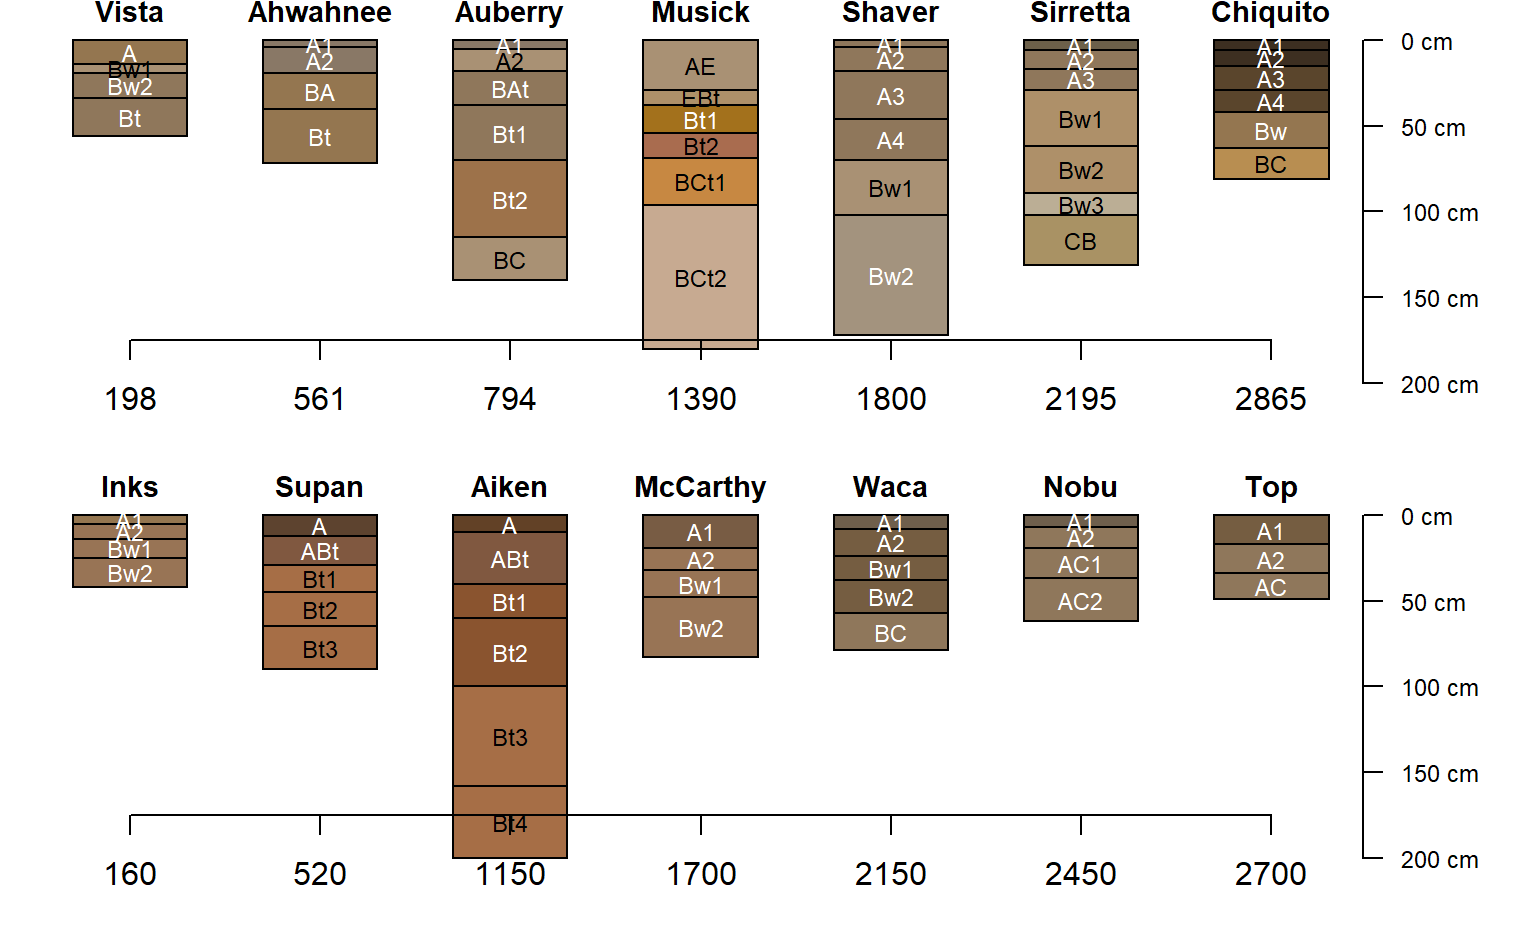 Vista Ahwahnee Auberry Musick Shaver Sirretta Chiquito
A Bw1 Bw2 Bt
A1 A2 BA Bt
A1 A2 BAt Bt1 Bt2 BC
AE EBt Bt1 Bt2 BCt1 BCt2
A1 A2 A3 A4 Bw1 Bw2
A1 A2 A3 Bw1 Bw2 Bw3 CB
A1 A2 A3 A4 Bw BC
0 cm
50 cm
100 cm
150 cm
200 cm
198 561 794 1390 1800 2195 2865
Inks Supan Aiken McCarthy Waca Nobu Top
A1 A2 Bw1 Bw2
A ABt Bt1 Bt2 Bt3
A ABt Bt1 Bt2 Bt3 Bt4
A1 A2 Bw1 Bw2
A1 A2 Bw1 Bw2 BC
A1 A2 AC1 AC2
A1 A2 AC
0 cm
50 cm
100 cm
150 cm
200 cm
160 520 1150 1700 2150 2450 2700